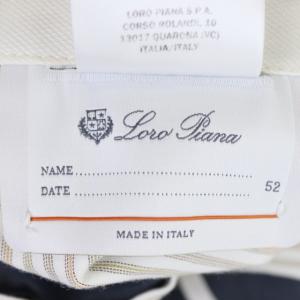 LORO PIANA S.P.A.
CORSO ROLANDI, 10
13017 QUARONA (VC)
ITALIA/ITALY
Loro Piana
NAME
DATE 52
MADE IN ITALY